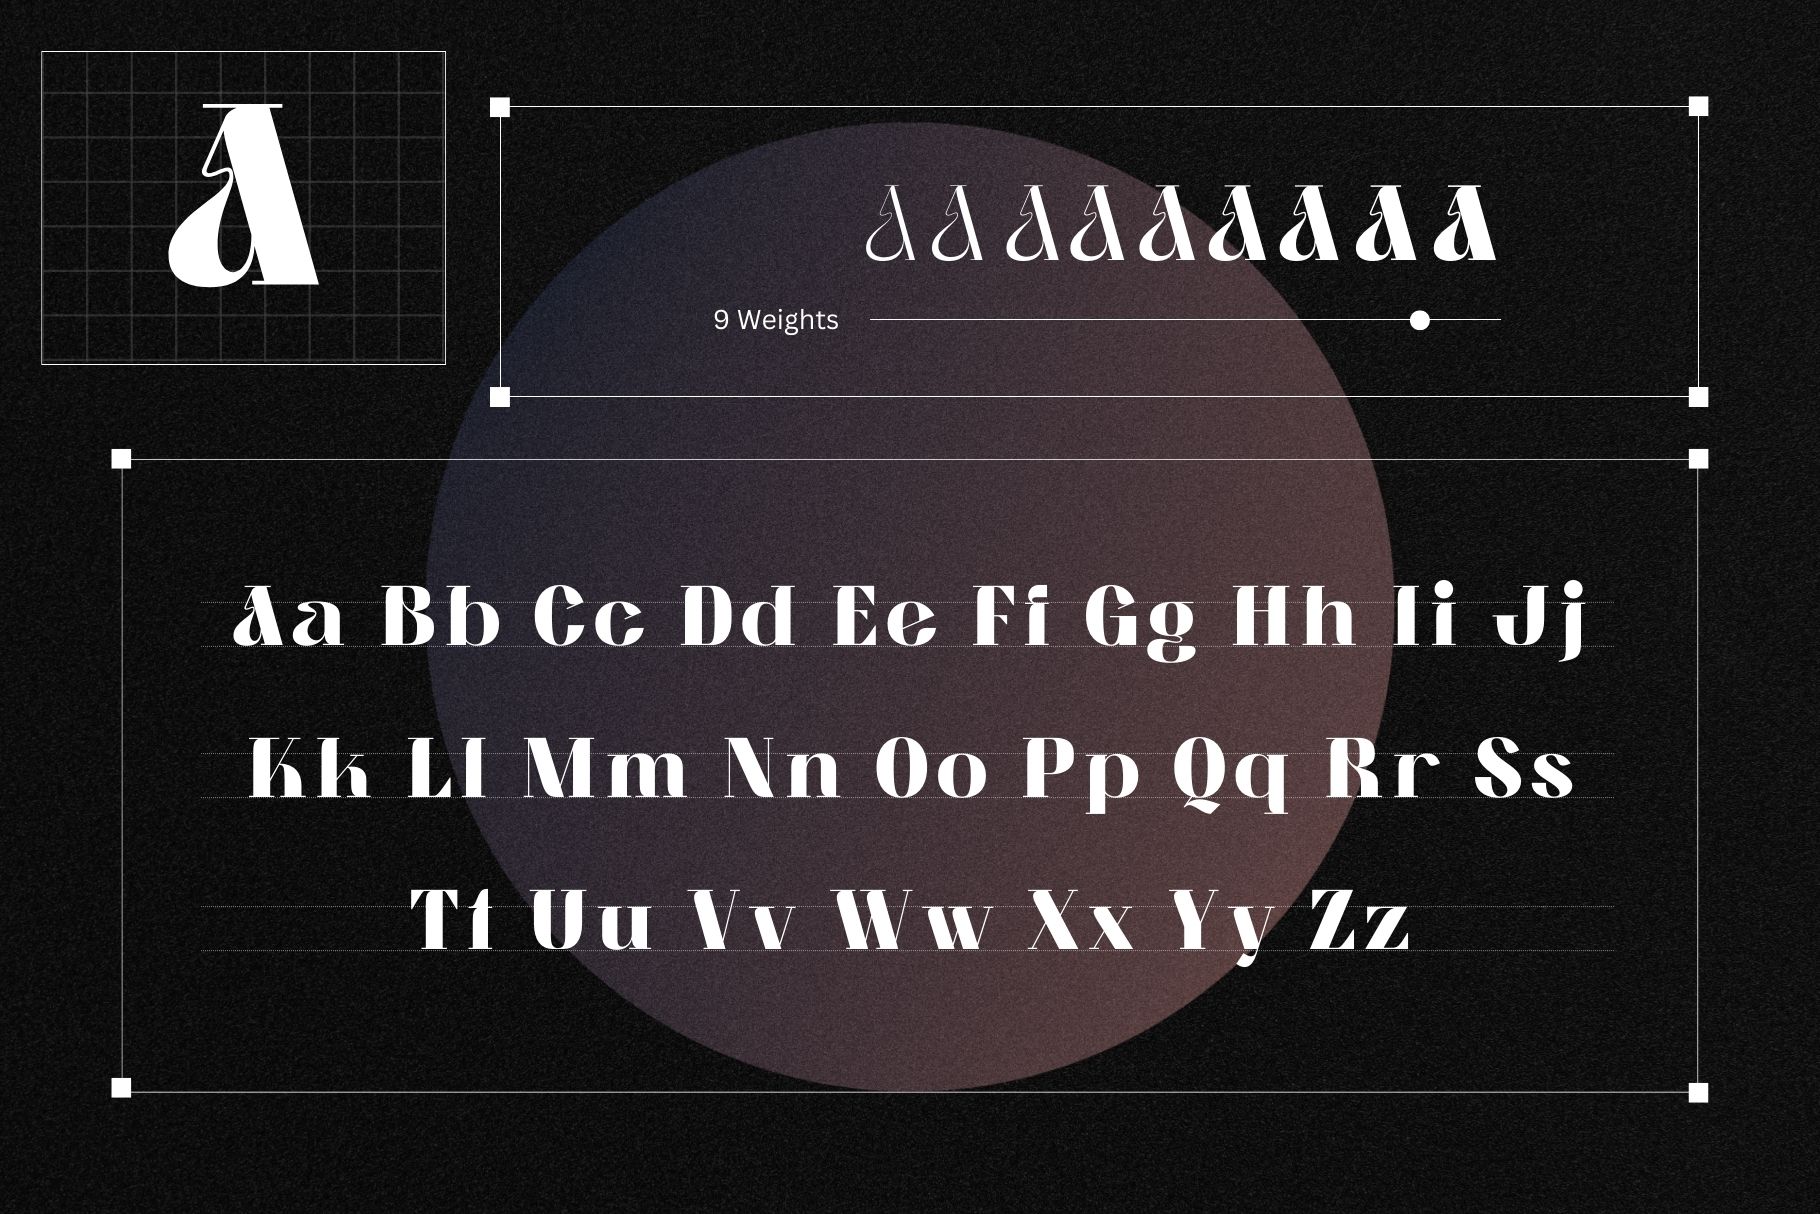 A
A A A A A A A A A
9 Weights
Aa Bb Cc Dd Ee Ff Gg Hh Ii Jj
Kk Ll Mm Nn Oo Pp Qq Rr Ss
Tt Uu Vv Ww Xx Yy Zz